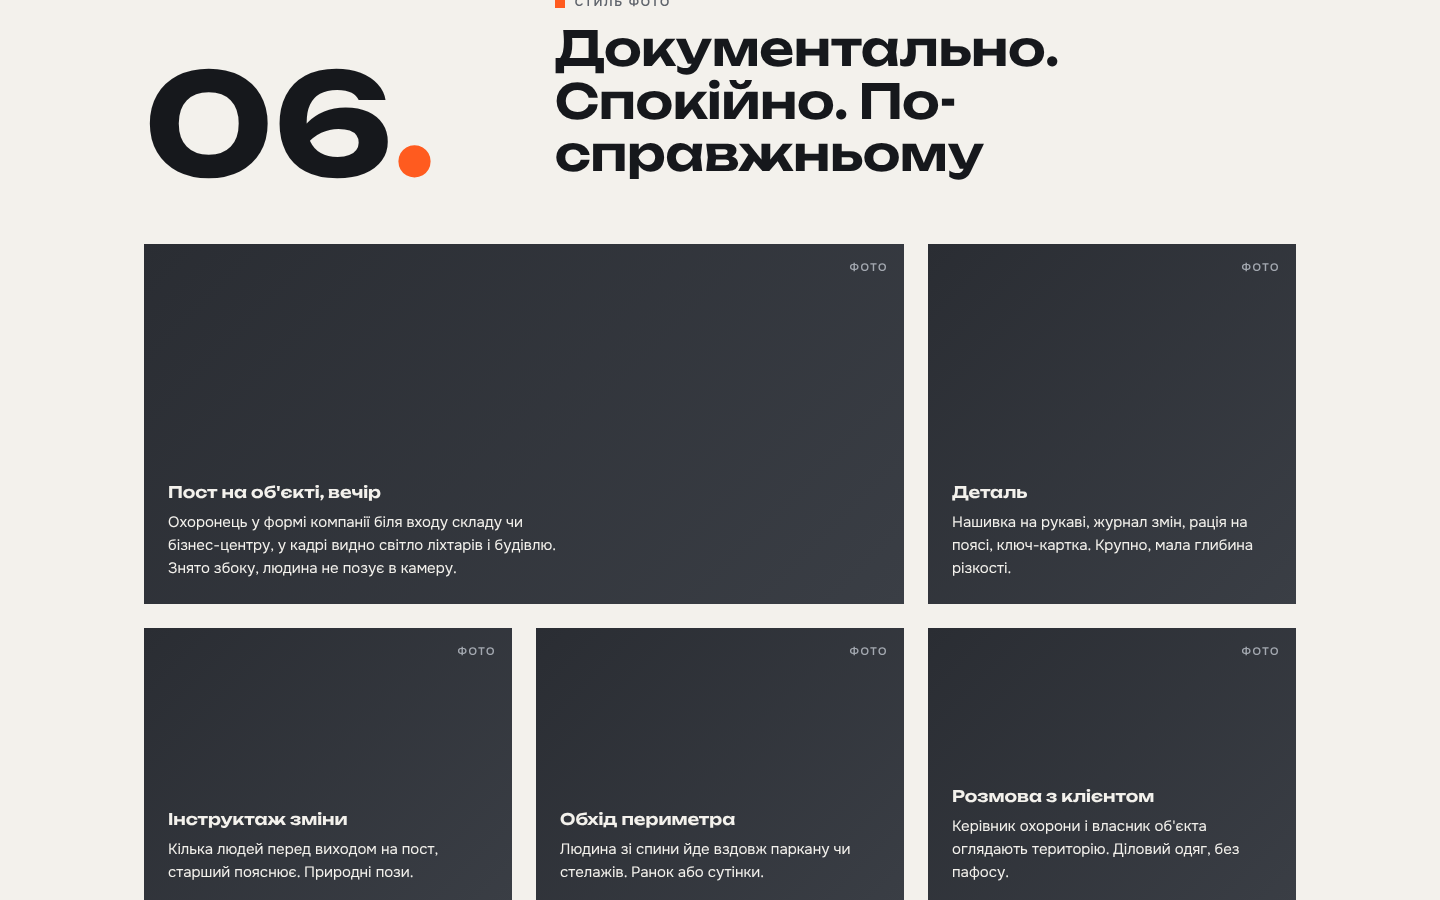 СТИЛЬ ФОТО
06.
Документально.
Спокійно. По-
справжньому
ФОТО
Пост на об'єкті, вечір
Охоронець у формі компанії біля входу складу чи
бізнес-центру, у кадрі видно світло ліхтарів і будівлю.
Знято збоку, людина не позує в камеру.
ФОТО
Деталь
Нашивка на рукаві, журнал змін, рація на
поясі, ключ-картка. Крупно, мала глибина
різкості.
ФОТО
Інструктаж зміни
Кілька людей перед виходом на пост,
старший пояснює. Природні пози.
ФОТО
Обхід периметра
Людина зі спини йде вздовж паркану чи
стелажів. Ранок або сутінки.
ФОТО
Розмова з клієнтом
Керівник охорони і власник об'єкта
оглядають територію. Діловий одяг, без
пафосу.